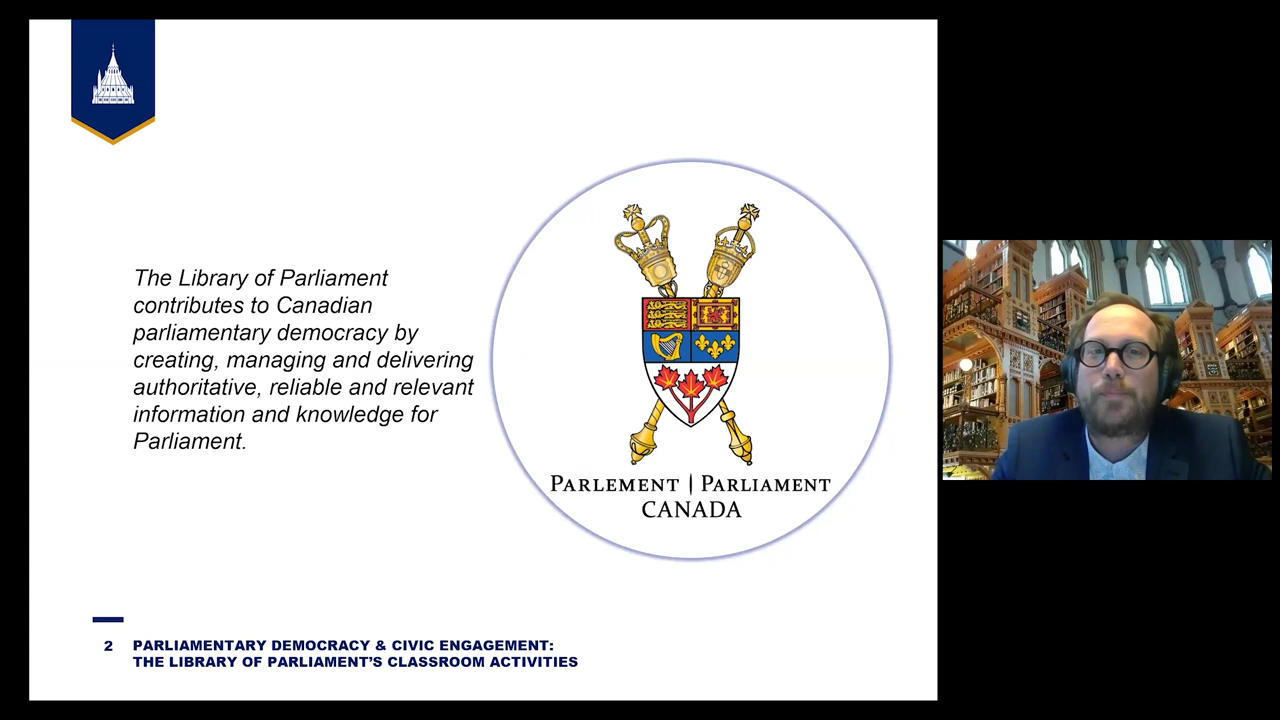 The Library of Parliament
contributes to Canadian
parliamentary democracy by
creating, managing and delivering
authoritative, reliable and relevant
information and knowledge for
Parliament.
PARLEMENT | PARLIAMENT
CANADA
2 PARLIAMENTARY DEMOCRACY & CIVIC ENGAGEMENT:
THE LIBRARY OF PARLIAMENT'S CLASSROOM ACTIVITIES